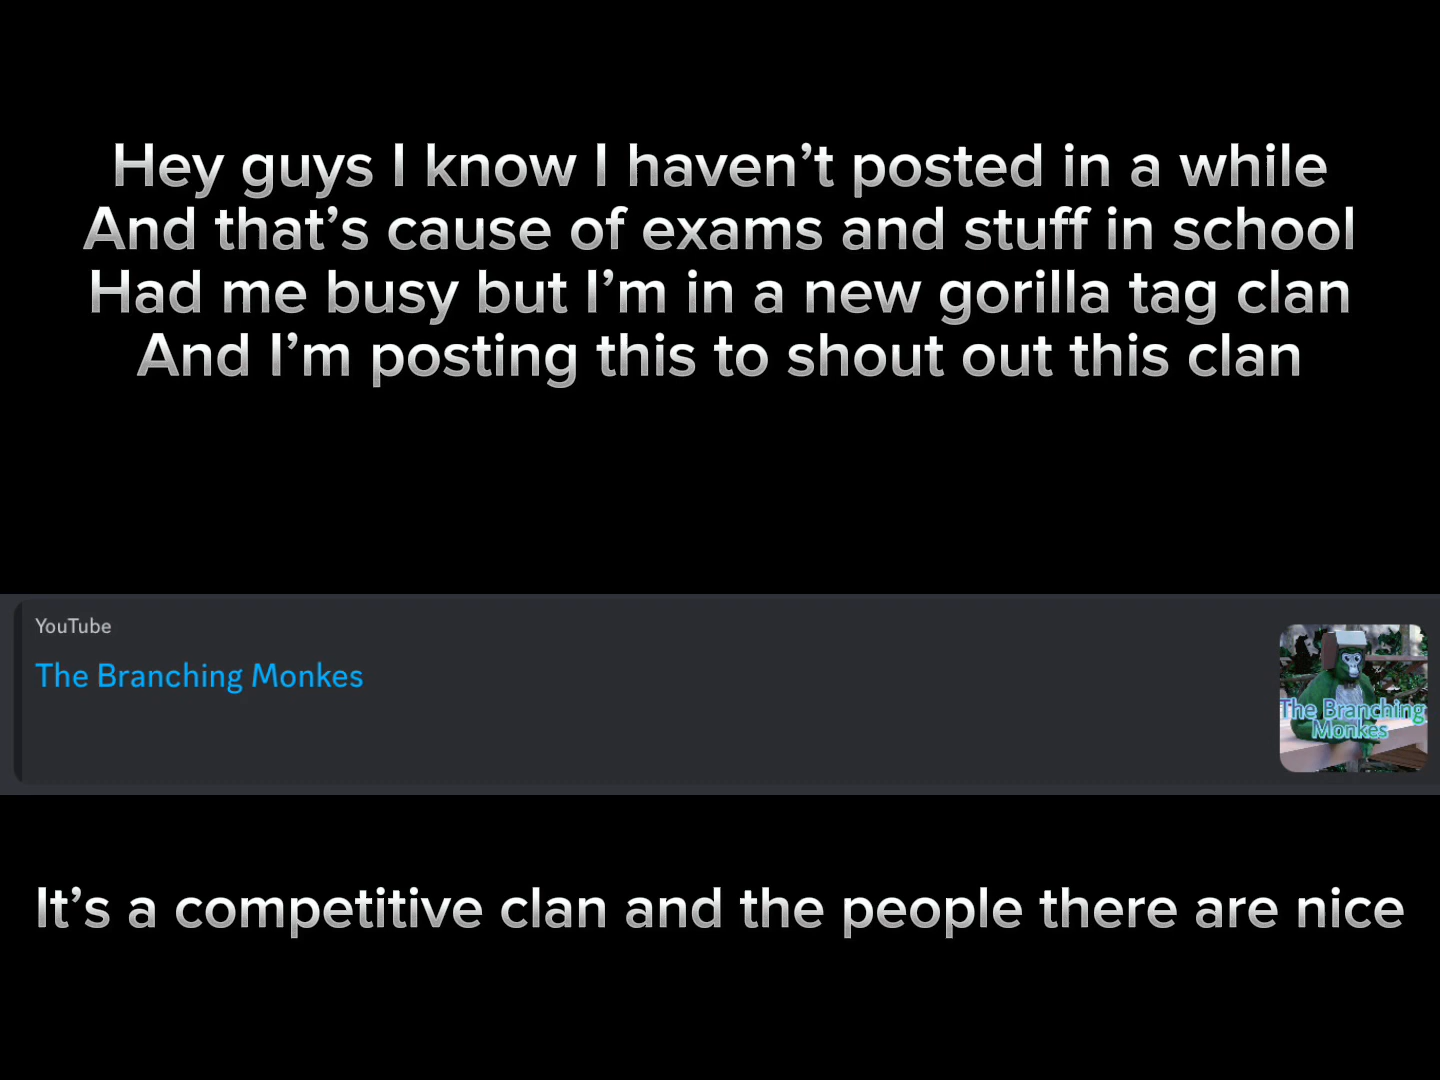 Hey guys I know I haven’t posted in a while
And that’s cause of exams and stuff in school
Had me busy but I’m in a new gorilla tag clan
And I’m posting this to shout out this clan
YouTube
The Branching Monkes
The Branching
Monkes
It’s a competitive clan and the people there are nice